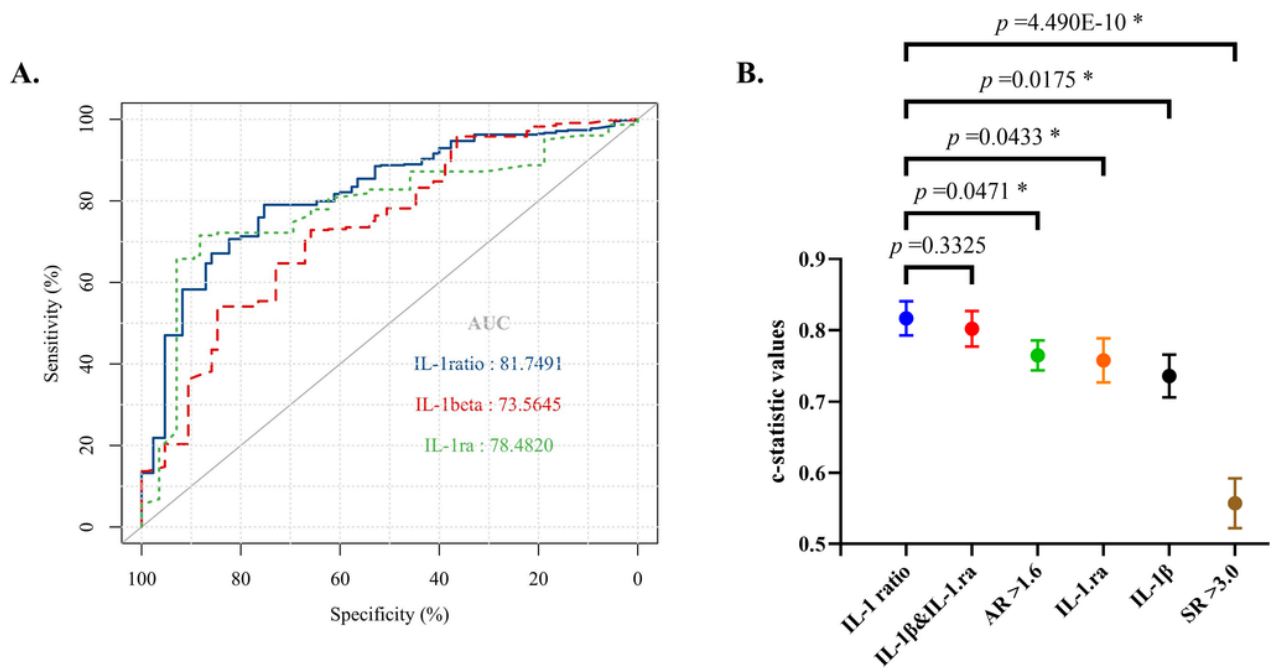 A.
Sensitivity (%)
100
80
60
40
20
0
AUC
IL-1ratio : 81.7491
IL-1beta : 73.5645
IL-1ra : 78.4820
100 80 60 40 20 0
Specificity (%)
B.
p =4.490E-10 *
p =0.0175 *
p =0.0433 *
p =0.0471 *
p =0.3325
c-statistic values
0.9
0.8
0.7
0.6
0.5
IL-1 ratio
IL-1β&IL-1.ra
AR >1.6
IL-1.ra
IL-1β
SR >3.0